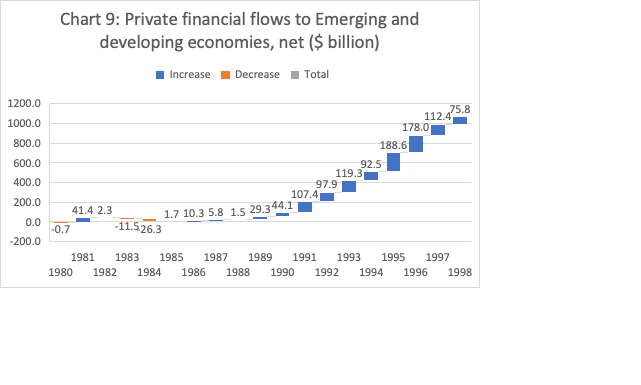 Chart 9: Private financial flows to Emerging and
developing economies, net ($ billion)
Increase Decrease Total
1200.0
1000.0
800.0
600.0
400.0
200.0
0.0
-200.0
-0.7 41.4 2.3 -11.5 -26.3 1.7 10.3 5.8 1.5 29.3 44.1 107.4 97.9 119.3 92.5 188.6 178.0 112.4 75.8
1981 1983 1985 1987 1989 1991 1993 1995 1997
1980 1982 1984 1986 1988 1990 1992 1994 1996 1998